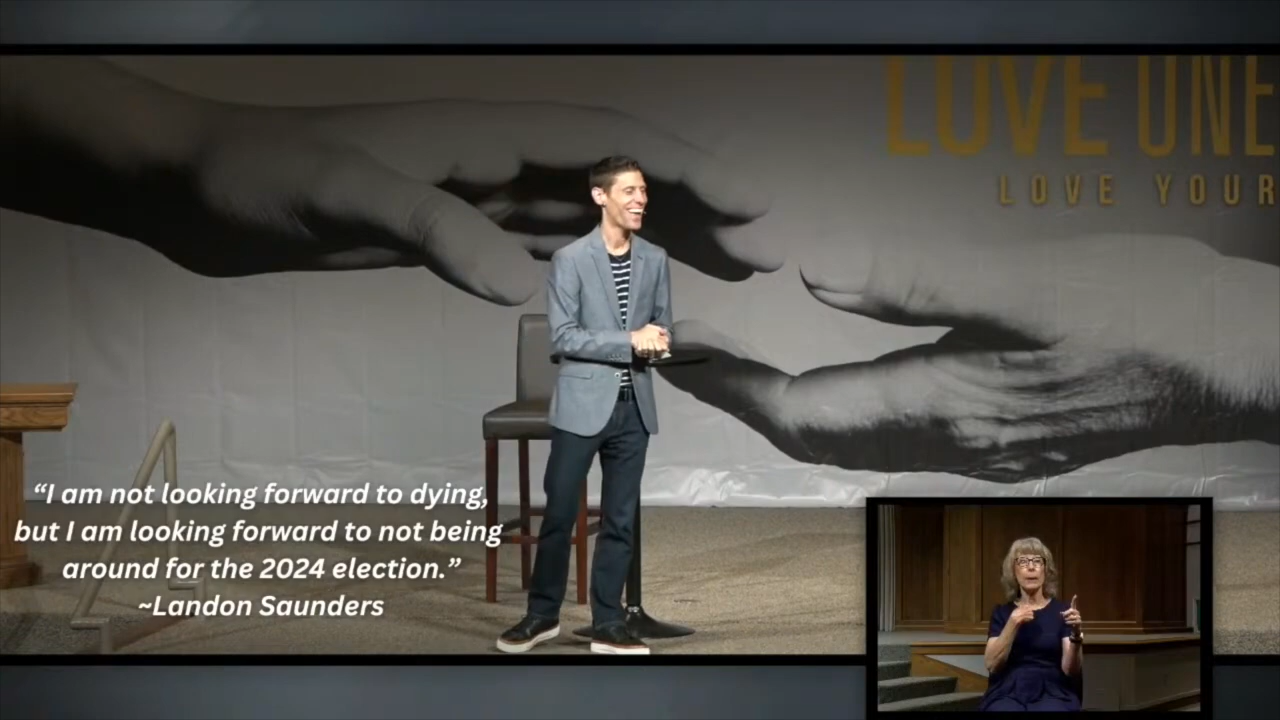 LOVE ONE
LOVE YOUR
“I am not looking forward to dying,
but I am looking forward to not being
around for the 2024 election.”
~Landon Saunders